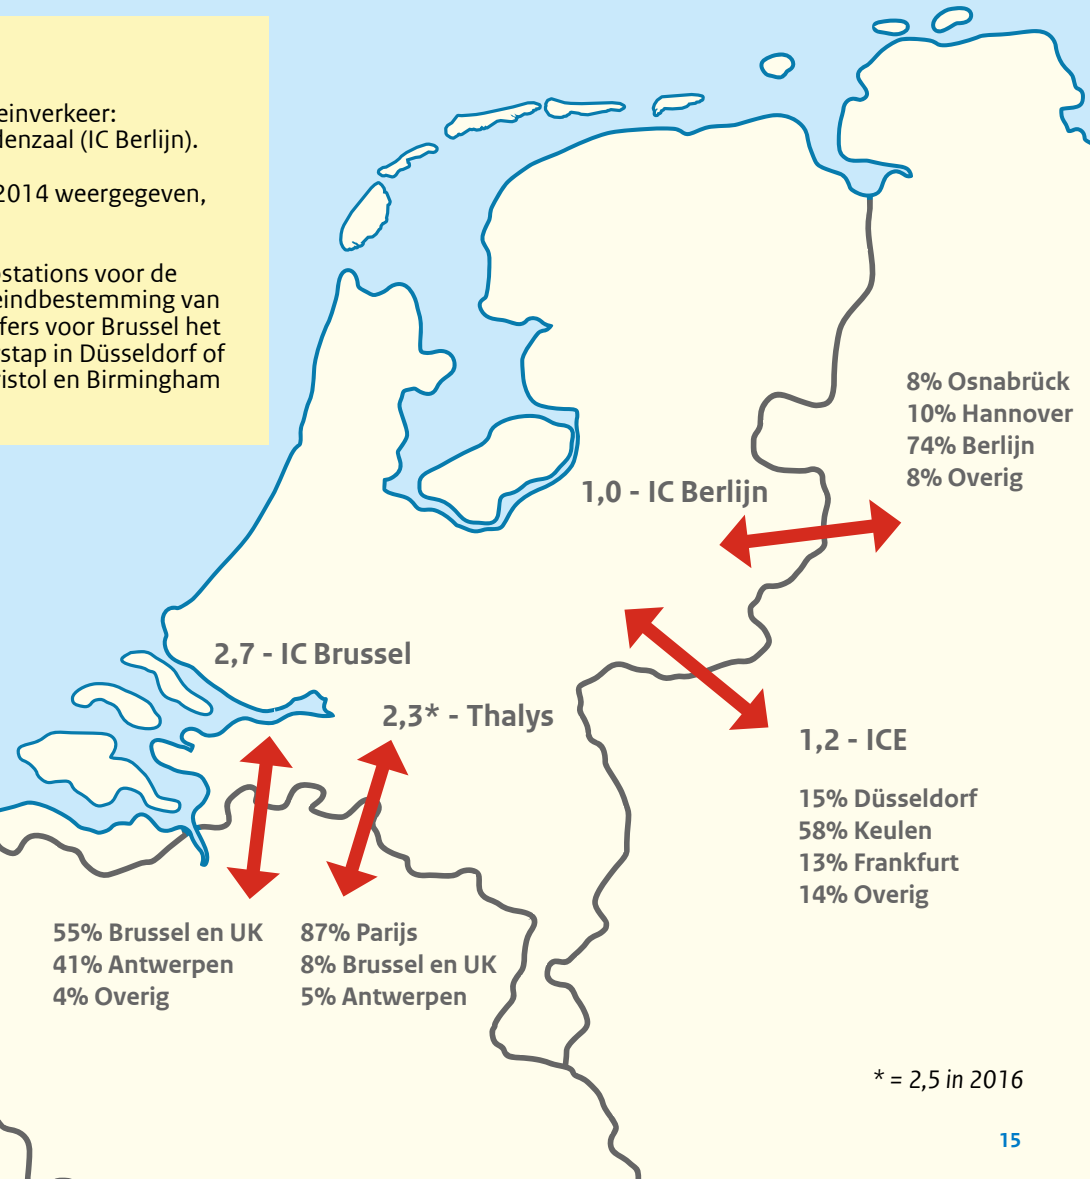 einverkeer:
denzaal (IC Berlijn).
2014 weergegeven,
stations voor de
eindbestemming van
fers voor Brussel het
stap in Düsseldorf of
istol en Birmingham
8% Osnabrück
10% Hannover
74% Berlijn
8% Overig
1,0 - IC Berlijn
2,7 - IC Brussel
2,3* - Thalys
1,2 - ICE
15% Düsseldorf
58% Keulen
13% Frankfurt
14% Overig
55% Brussel en UK
41% Antwerpen
4% Overig
87% Parijs
8% Brussel en UK
5% Antwerpen
* = 2,5 in 2016
15